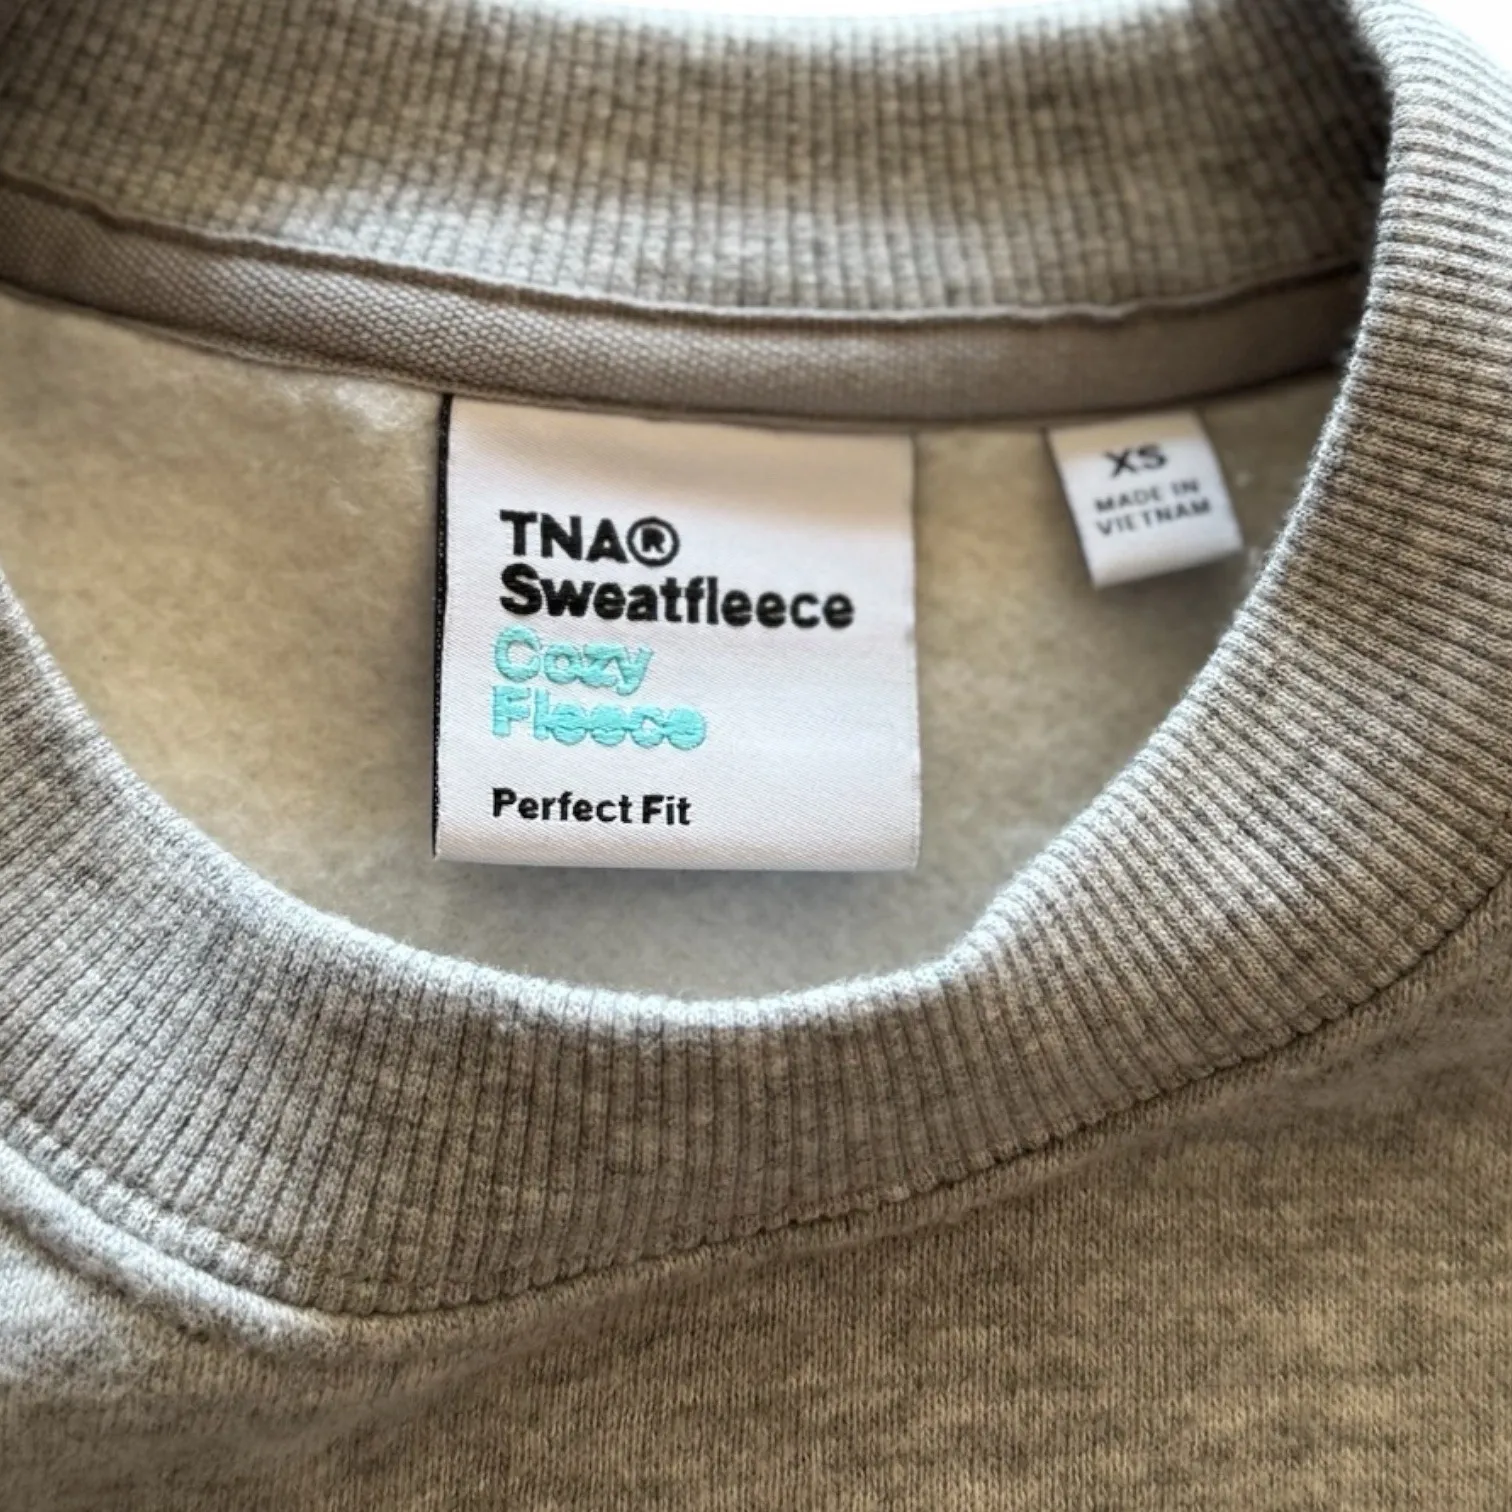 TNA®
Sweatfleece
Cozy
Fleece
Perfect Fit
XS
MADE IN
VIETNAM